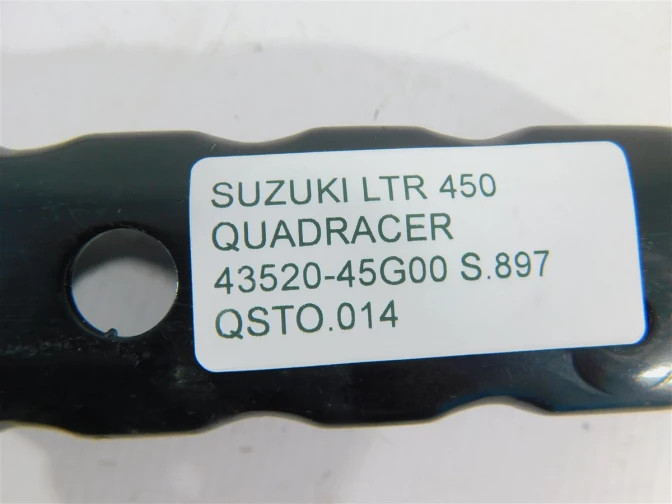 SUZUKI LTR 450
QUADRACER
43520-45G00 S.897
QSTO.014